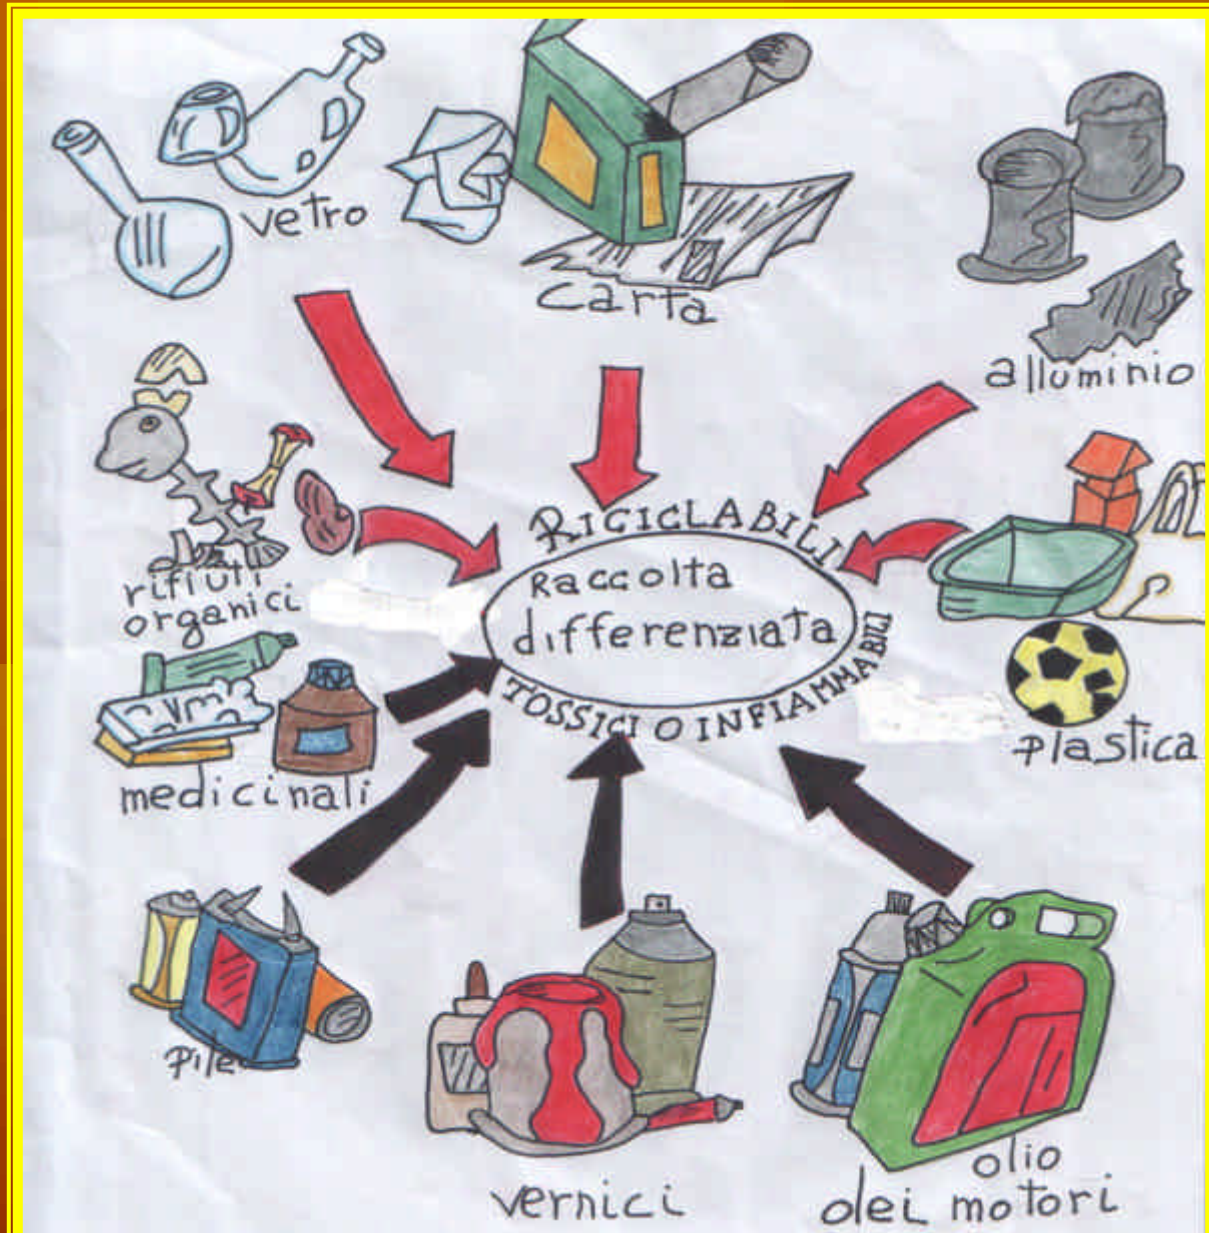 vetro
carta
alluminio
RICICLABILI
Raccolta
differenziata
TOSSICI O INFIAMMABILI
rifiuti
organici
plastica
medicinali
Pile
vernici
olio
dei motori